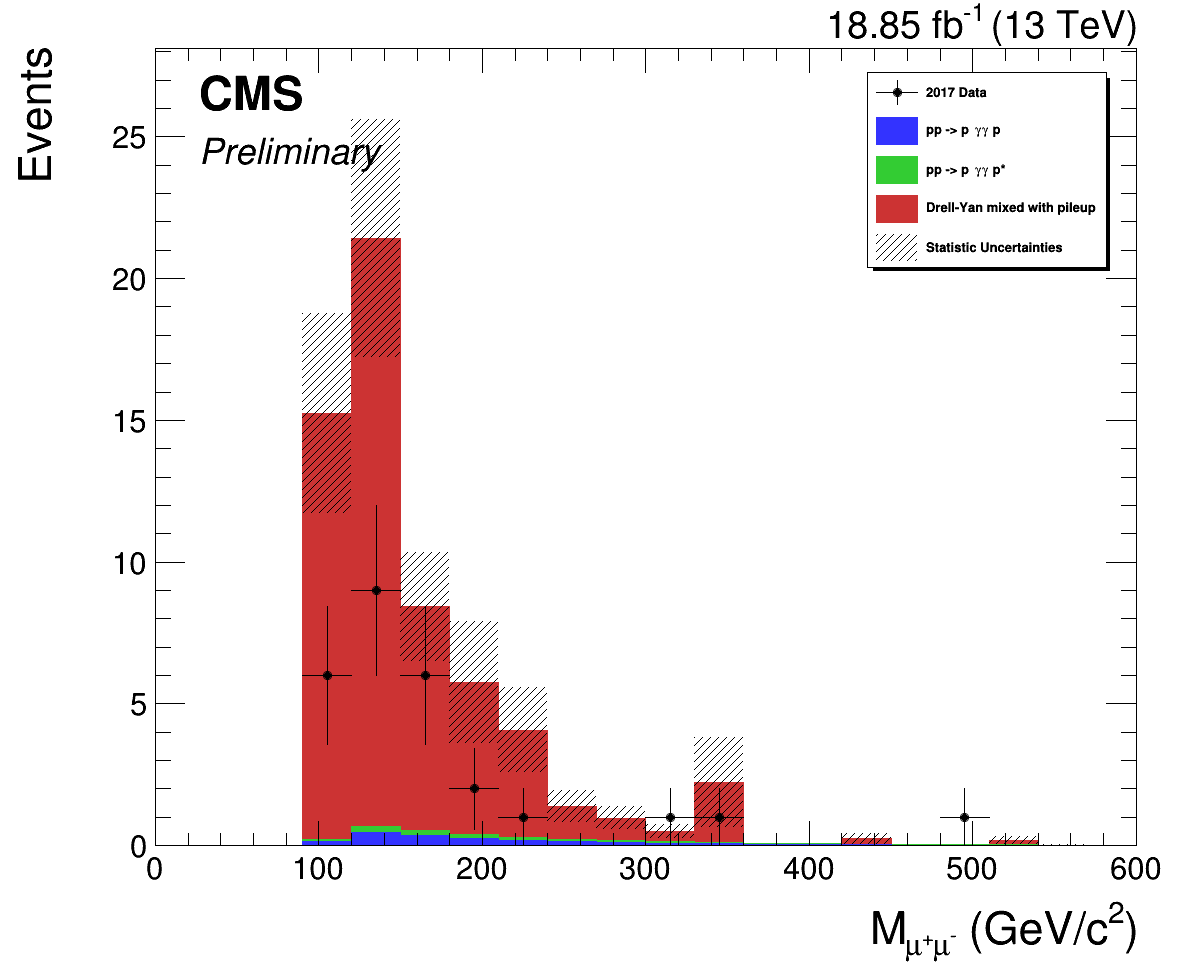 18.85 fb⁻¹ (13 TeV)
CMS
Preliminary
Events
2017 Data
pp -> p γγ p
pp -> p γγ p*
Drell-Yan mixed with pileup
Statistic Uncertainties
25
20
15
10
5
0
0 100 200 300 400 500 600
M_μ⁺μ⁻ (GeV/c²)